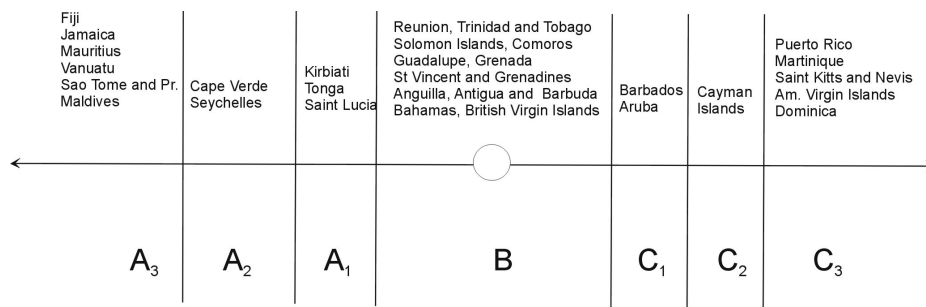 Fiji
Jamaica
Mauritius
Vanuatu
Sao Tome and Pr.
Maldives
Cape Verde
Seychelles
Kirbiati
Tonga
Saint Lucia
Reunion, Trinidad and Tobago
Solomon Islands, Comoros
Guadalupe, Grenada
St Vincent and Grenadines
Anguilla, Antigua and Barbuda
Bahamas, British Virgin Islands
Barbados
Aruba
Cayman
Islands
Puerto Rico
Martinique
Saint Kitts and Nevis
Am. Virgin Islands
Dominica
A3
A2
A1
B
C1
C2
C3